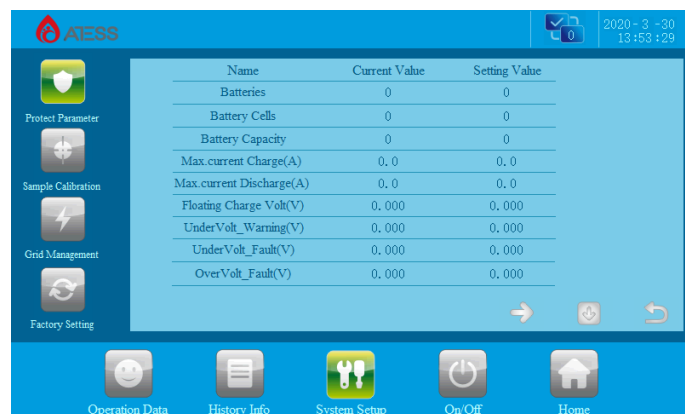 ATESS
0
2020-3-30
13:53:29
Name Current Value Setting Value
Batteries 0 0
Protect Parameter
Battery Cells 0 0
Battery Capacity 0 0
Max.current Charge(A) 0.0 0.0
Sample Calibration
Max.current Discharge(A) 0.0 0.0
Floating Charge Volt(V) 0.000 0.000
UnderVolt_Warning(V) 0.000 0.000
Grid Management
UnderVolt_Fault(V) 0.000 0.000
OverVolt_Fault(V) 0.000 0.000
Factory Setting
Operation Data History Info System Setup On/Off Home